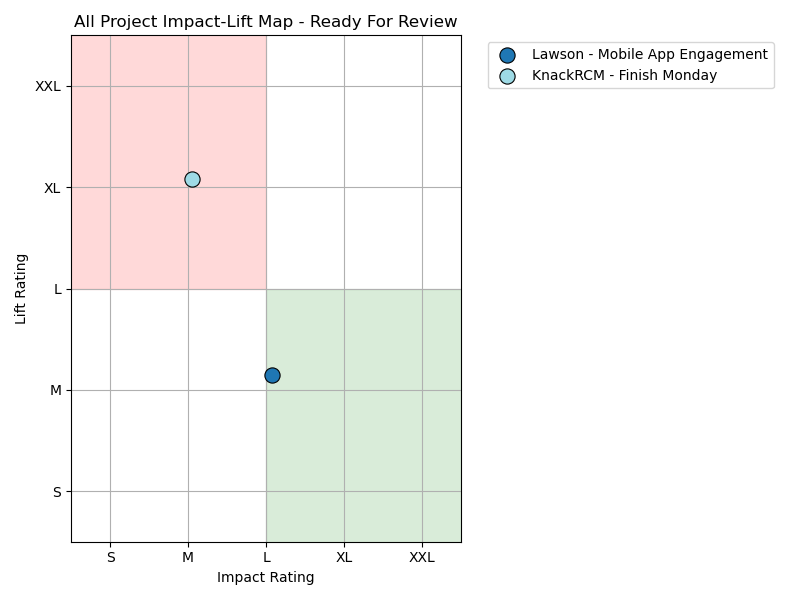 All Project Impact-Lift Map - Ready For Review
Lawson - Mobile App Engagement
KnackRCM - Finish Monday
XXL
XL
L
M
S
Lift Rating
S M L XL XXL
Impact Rating